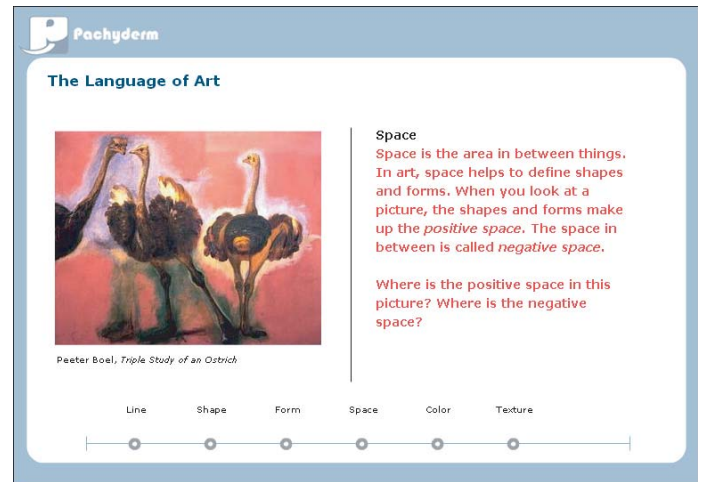 Pachyderm
The Language of Art
Space
Space is the area in between things.
In art, space helps to define shapes
and forms. When you look at a
picture, the shapes and forms make
up the positive space. The space in
between is called negative space.
Where is the positive space in this
picture? Where is the negative
space?
Peeter Boel, Triple Study of an Ostrich
Line Shape Form Space Color Texture